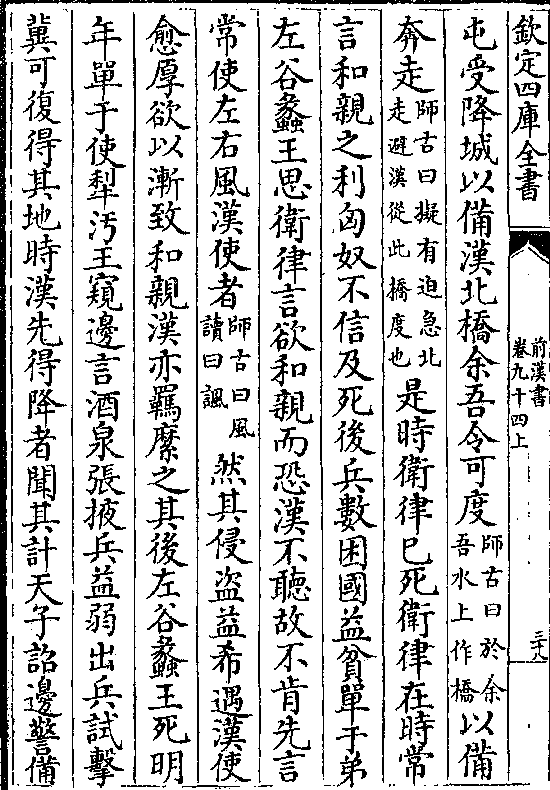 欽定四庫全書
前漢書
卷九十四上
三十八
屯受降城以備漢北橋余吾令可度師古曰於余吾水上作橋以備
奔走師古曰擬有迫急北走避漢從此橋度也是時衛律已死衛律在時常
言和親之利匈奴不信及死後兵數困國益貧單于弟
左谷蠡王思衛律言欲和親而恐漢不聽故不肯先言
常使左右風漢使者師古曰風讀曰諷然其侵盗益希遇漢使
愈厚欲以漸致和親漢亦羈縻之其後左谷蠡王死明
年單于使犁汚王窺邊言酒泉張掖兵益弱出兵試擊
冀可復得其地時漢先得降者聞其計天子詔邊警備